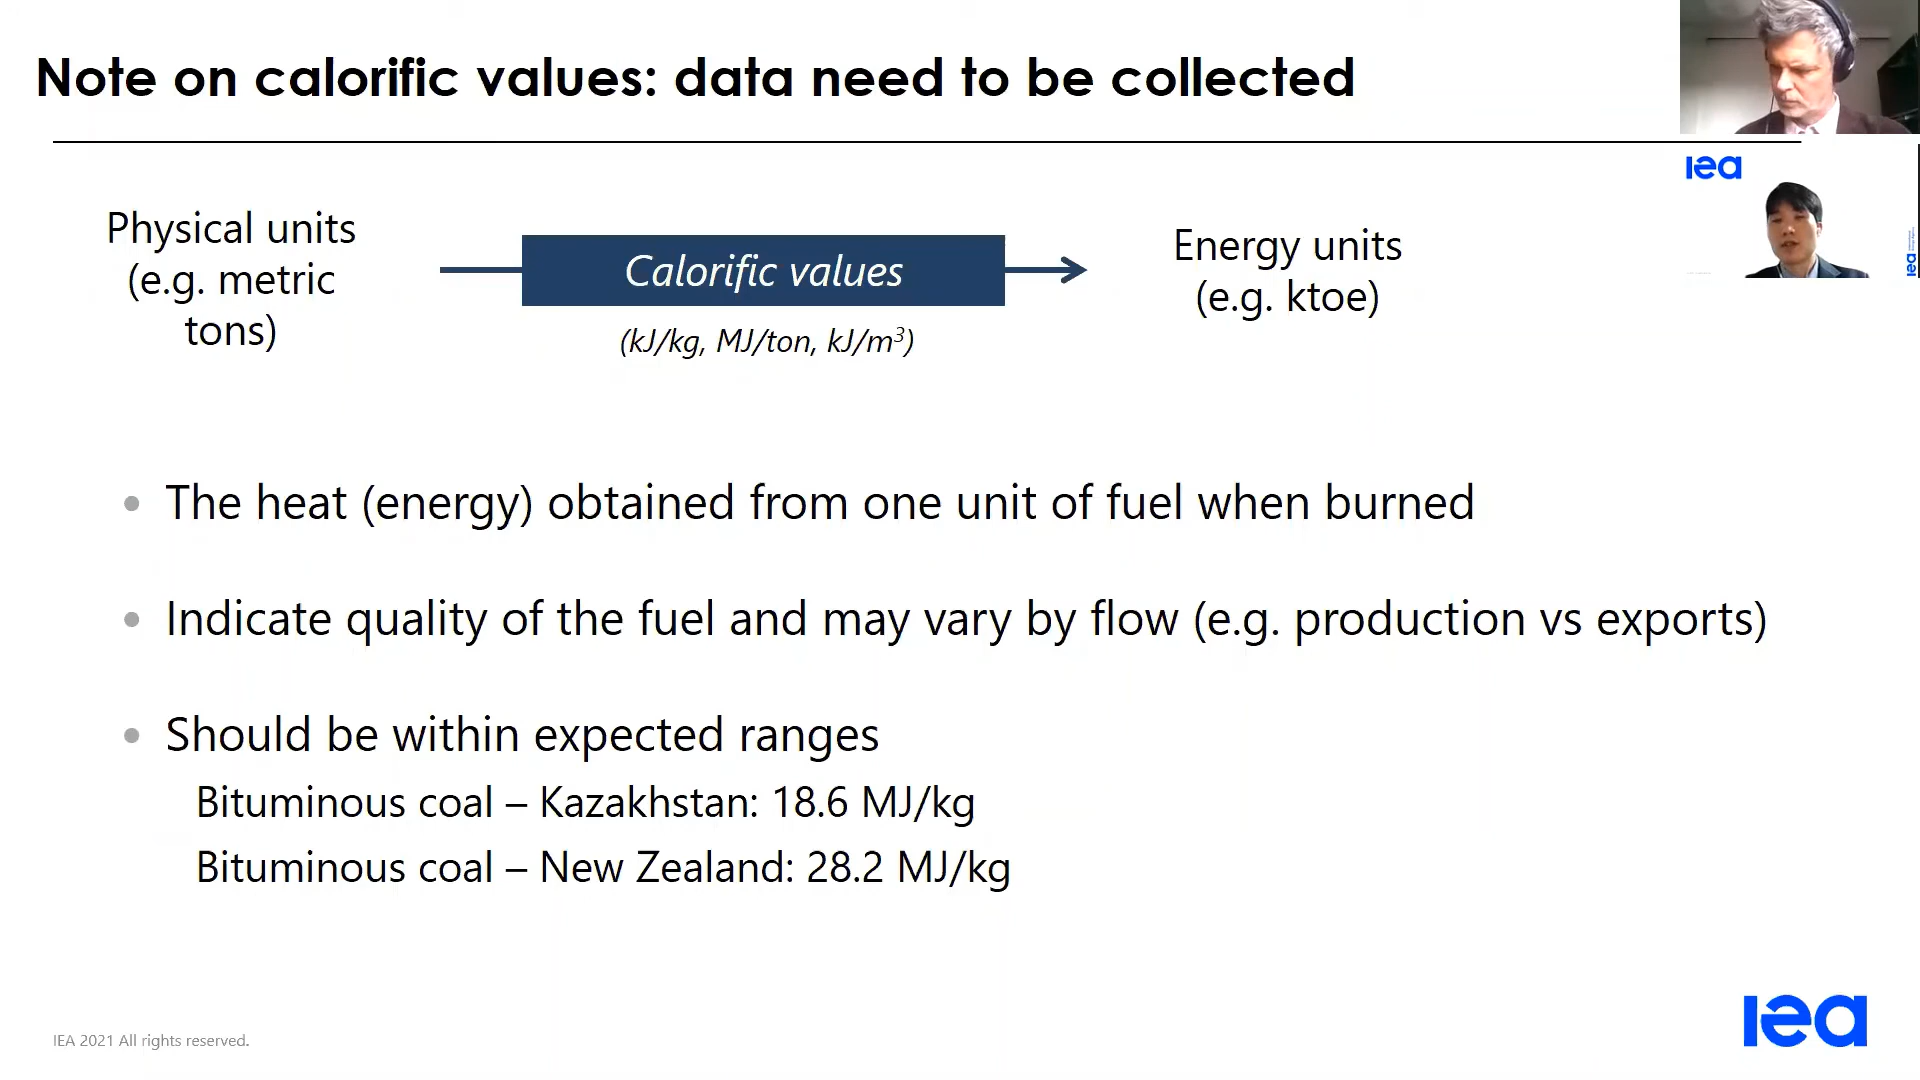 Note on calorific values: data need to be collected
iea
Physical units
(e.g. metric
tons)
Calorific values
(kJ/kg, MJ/ton, kJ/m³)
Energy units
(e.g. ktoe)
iea
• The heat (energy) obtained from one unit of fuel when burned
• Indicate quality of the fuel and may vary by flow (e.g. production vs exports)
• Should be within expected ranges
Bituminous coal – Kazakhstan: 18.6 MJ/kg
Bituminous coal – New Zealand: 28.2 MJ/kg
IEA 2021 All rights reserved.
iea